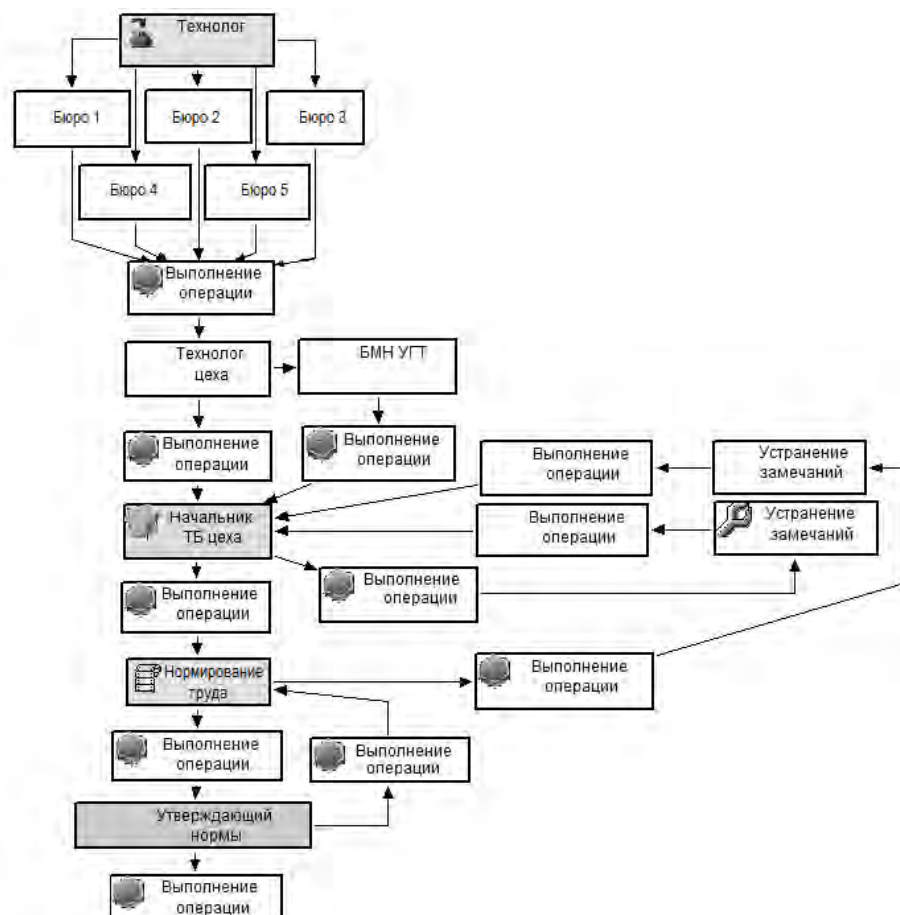 Технолог
Бюро 1
Бюро 2
Бюро 3
Бюро 4
Бюро 5
Выполнение
операции
Технолог
цеха
БМН УГТ
Выполнение
операции
Выполнение
операции
Выполнение
операции
Устранение
замечаний
Начальник
ТБ цеха
Выполнение
операции
Устранение
замечаний
Выполнение
операции
Выполнение
операции
Нормирование
труда
Выполнение
операции
Выполнение
операции
Выполнение
операции
Утверждающий
нормы
Выполнение
операции